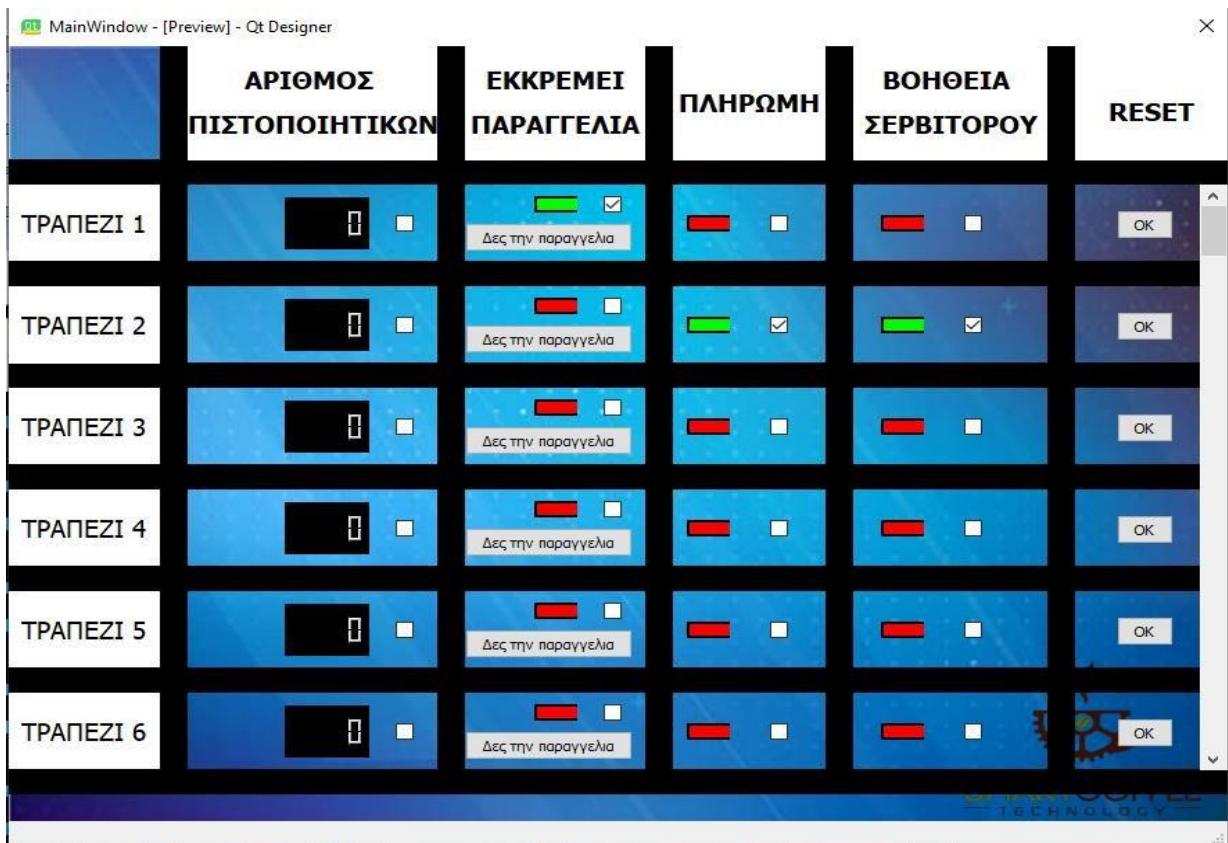 MainWindow - [Preview] - Qt Designer
ΑΡΙΘΜΟΣ
ΠΙΣΤΟΠΟΙΗΤΙΚΩΝ
ΕΚΚΡΕΜΕΙ
ΠΑΡΑΓΓΕΛΙΑ
ΠΛΗΡΩΜΗ
ΒΟΗΘΕΙΑ
ΣΕΡΒΙΤΟΡΟΥ
RESET
ΤΡΑΠΕΖΙ 1
0
Δες την παραγγελια
OK
ΤΡΑΠΕΖΙ 2
0
Δες την παραγγελια
OK
ΤΡΑΠΕΖΙ 3
0
Δες την παραγγελια
OK
ΤΡΑΠΕΖΙ 4
0
Δες την παραγγελια
OK
ΤΡΑΠΕΖΙ 5
0
Δες την παραγγελια
OK
ΤΡΑΠΕΖΙ 6
0
Δες την παραγγελια
OK
TECHNOLOGY